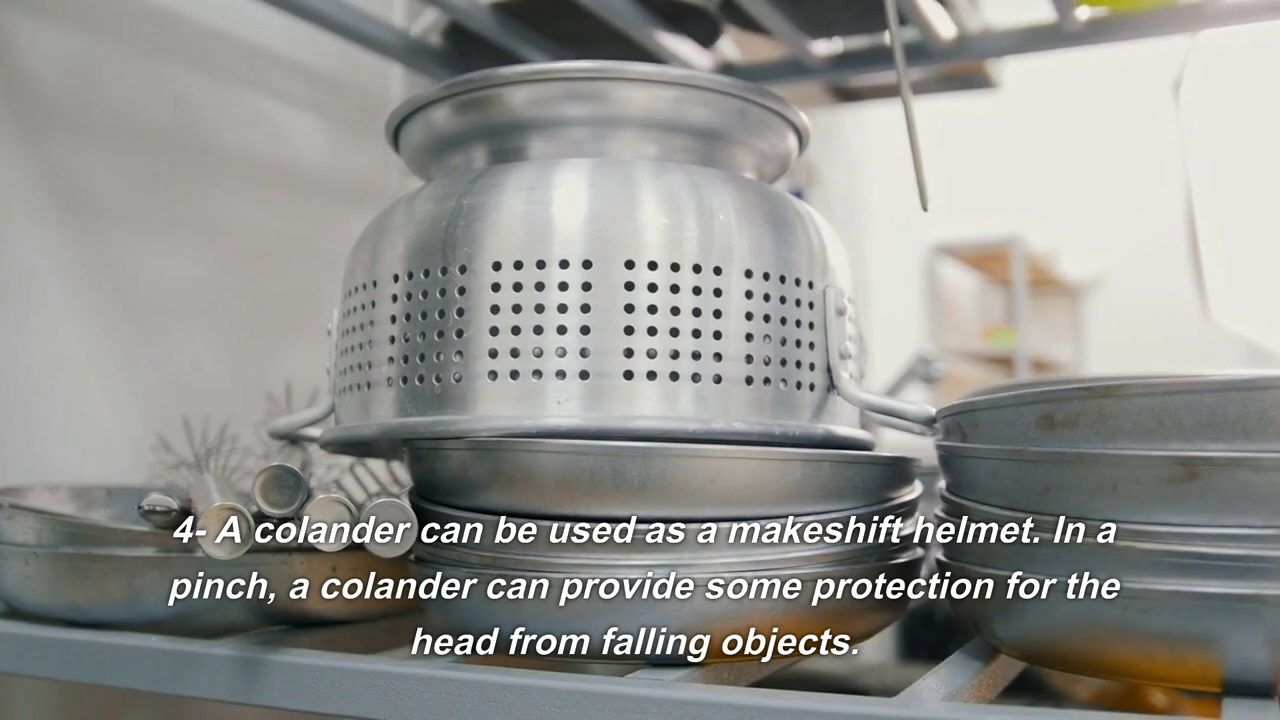 4- A colander can be used as a makeshift helmet. In a
pinch, a colander can provide some protection for the
head from falling objects.